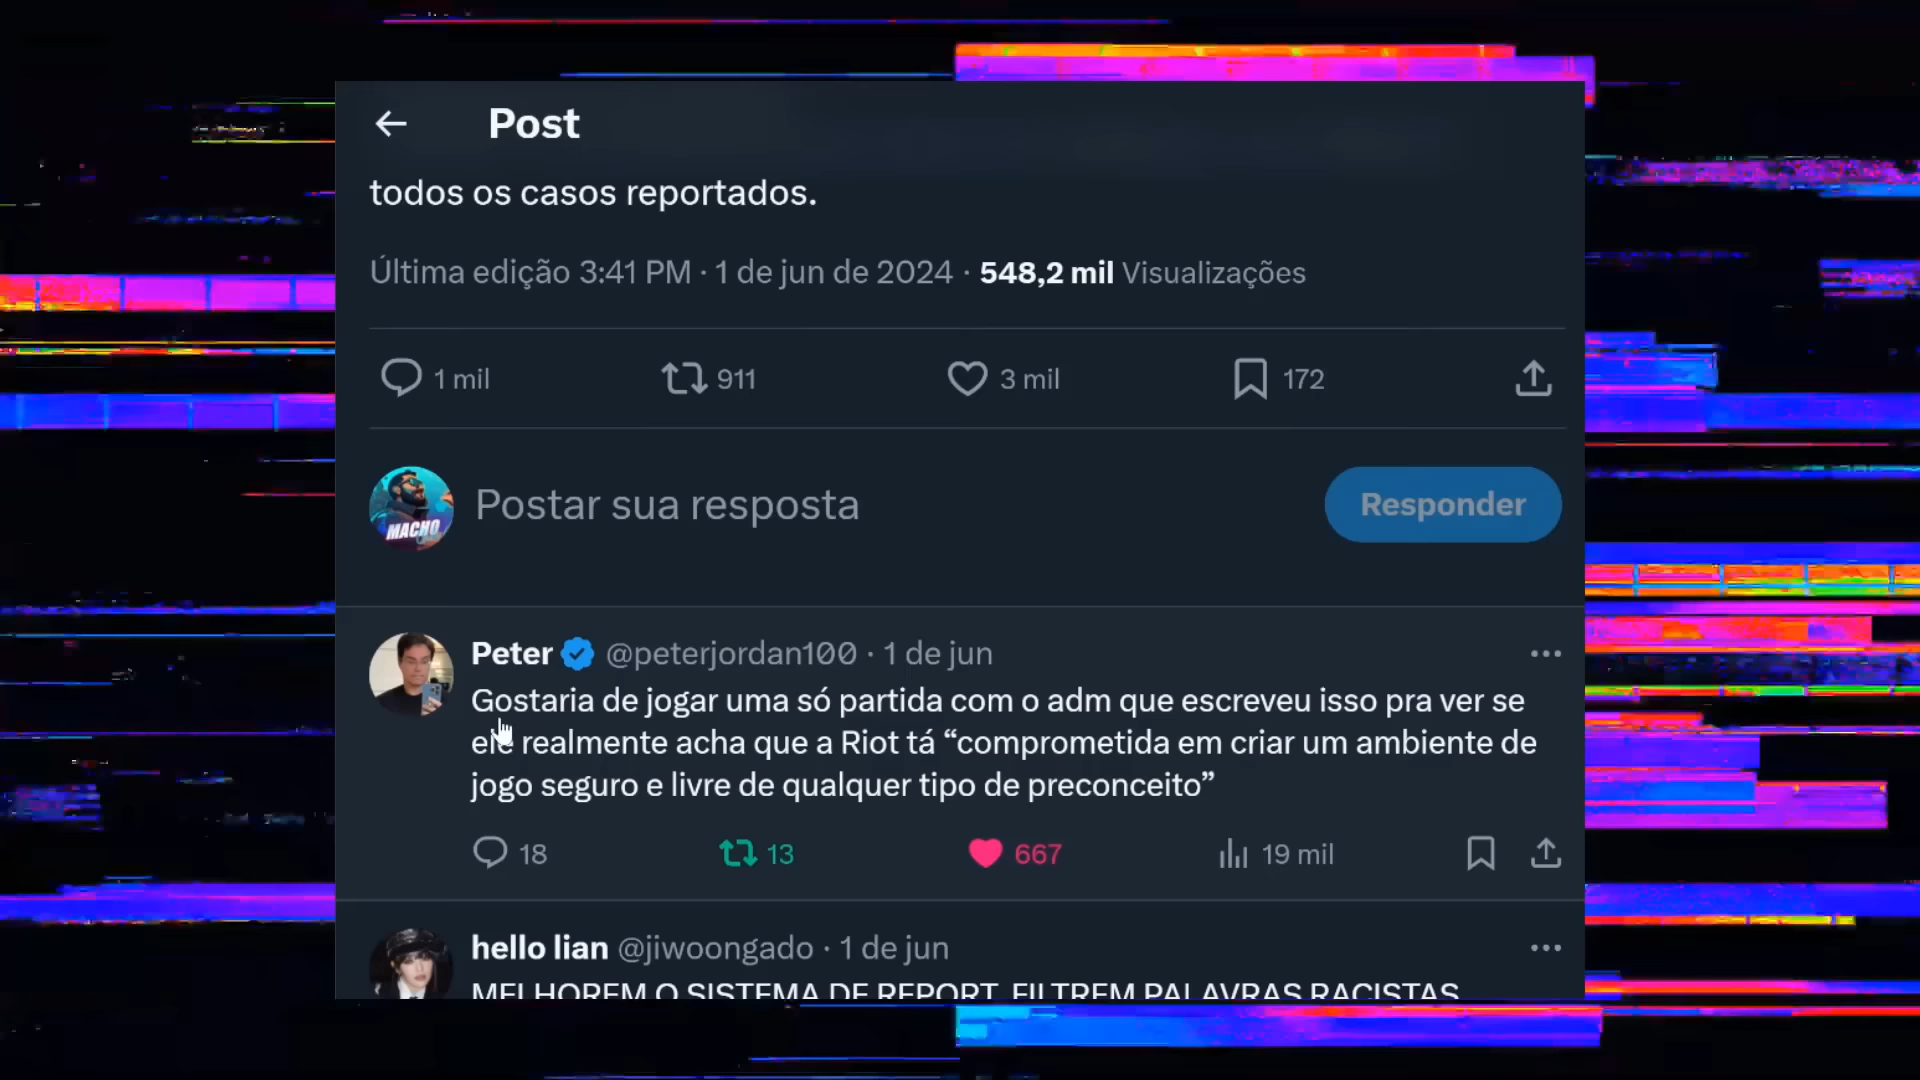 Post
todos os casos reportados.
Última edição 3:41 PM · 1 de jun de 2024 · 548,2 mil Visualizações
1 mil 911 3 mil 172
MACHO
Postar sua resposta
Responder
Peter @peterjordan100 · 1 de jun
Gostaria de jogar uma só partida com o adm que escreveu isso pra ver se
ele realmente acha que a Riot tá “comprometida em criar um ambiente de
jogo seguro e livre de qualquer tipo de preconceito”
18 13 667 19 mil
hello lian @jiwoongado · 1 de jun
MELHOREM O SISTEMA DE REPORT, FILTREM PALAVRAS RACISTAS